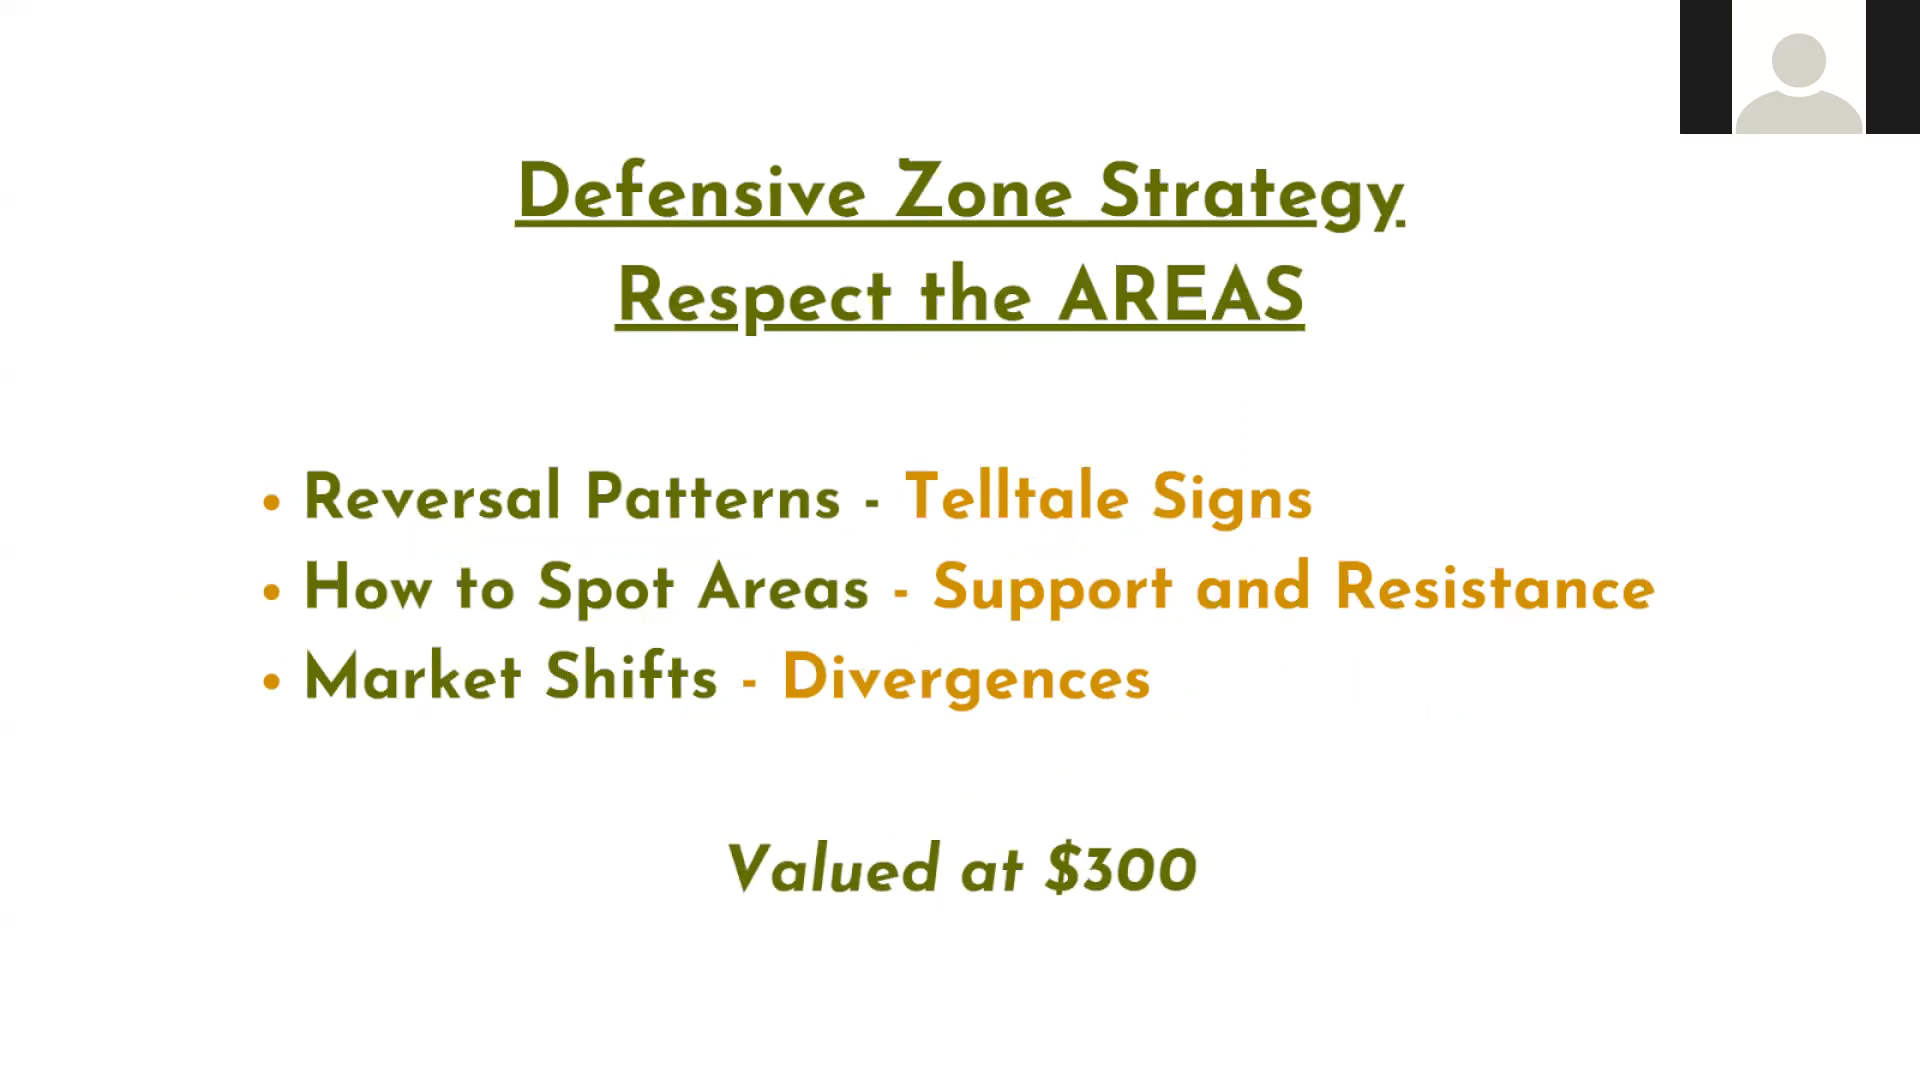 Defensive Zone Strategy
Respect the AREAS
• Reversal Patterns - Telltale Signs
• How to Spot Areas - Support and Resistance
• Market Shifts - Divergences
Valued at $300